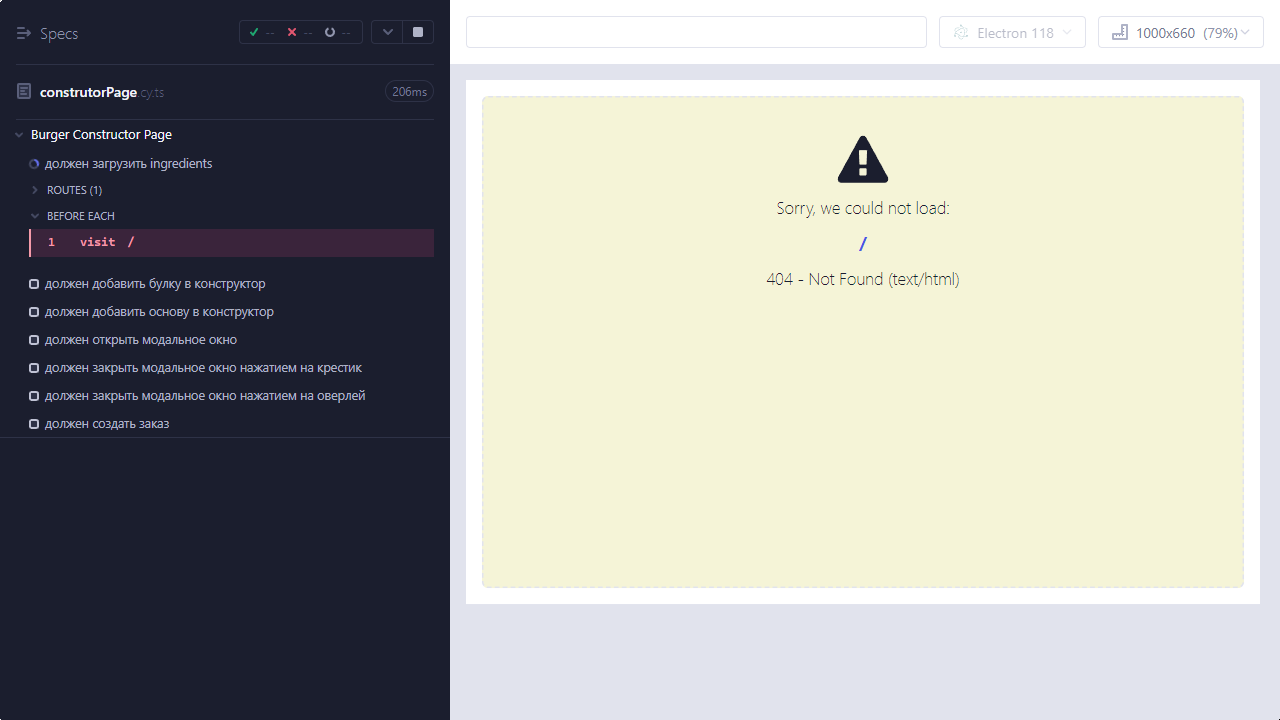 Specs
-- -- --
construtorPage.cy.ts 206ms
Burger Constructor Page
должен загрузить ingredients
ROUTES (1)
BEFORE EACH
1 visit /
должен добавить булку в конструктор
должен добавить основу в конструктор
должен открыть модальное окно
должен закрыть модальное окно нажатием на крестик
должен закрыть модальное окно нажатием на оверлей
должен создать заказ
Electron 118 1000x660 (79%)
Sorry, we could not load:
/
404 - Not Found (text/html)